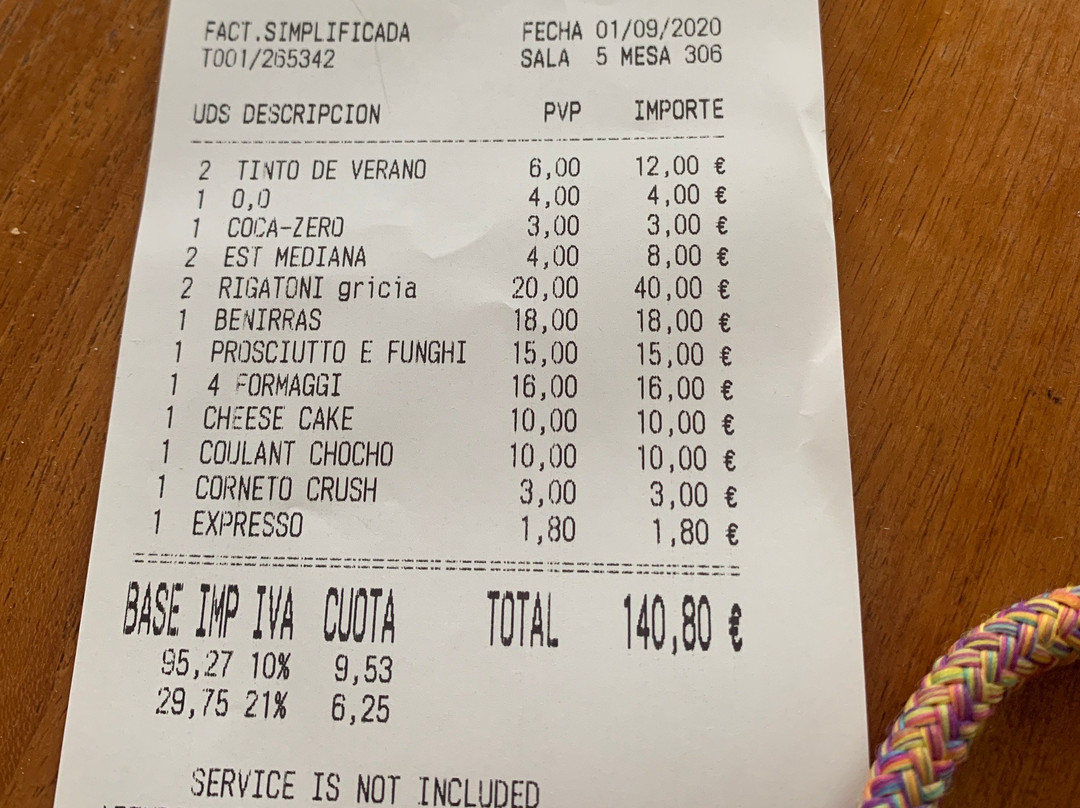 FACT.SIMPLIFICADA FECHA 01/09/2020
T001/265342 SALA 5 MESA 306
UDS DESCRIPCION PVP IMPORTE
2 TINTO DE VERANO 6,00 12,00 €
1 0,0 4,00 4,00 €
1 COCA-ZERO 3,00 3,00 €
2 EST MEDIANA 4,00 8,00 €
2 RIGATONI gricia 20,00 40,00 €
1 BENIRRAS 18,00 18,00 €
1 PROSCIUTTO E FUNGHI 15,00 15,00 €
1 4 FORMAGGI 16,00 16,00 €
1 CHEESE CAKE 10,00 10,00 €
1 COULANT CHOCHO 10,00 10,00 €
1 CORNETO CRUSH 3,00 3,00 €
1 EXPRESSO 1,80 1,80 €
BASE IMP IVA CUOTA TOTAL 140,80 €
95,27 10% 9,53
29,75 21% 6,25
SERVICE IS NOT INCLUDED